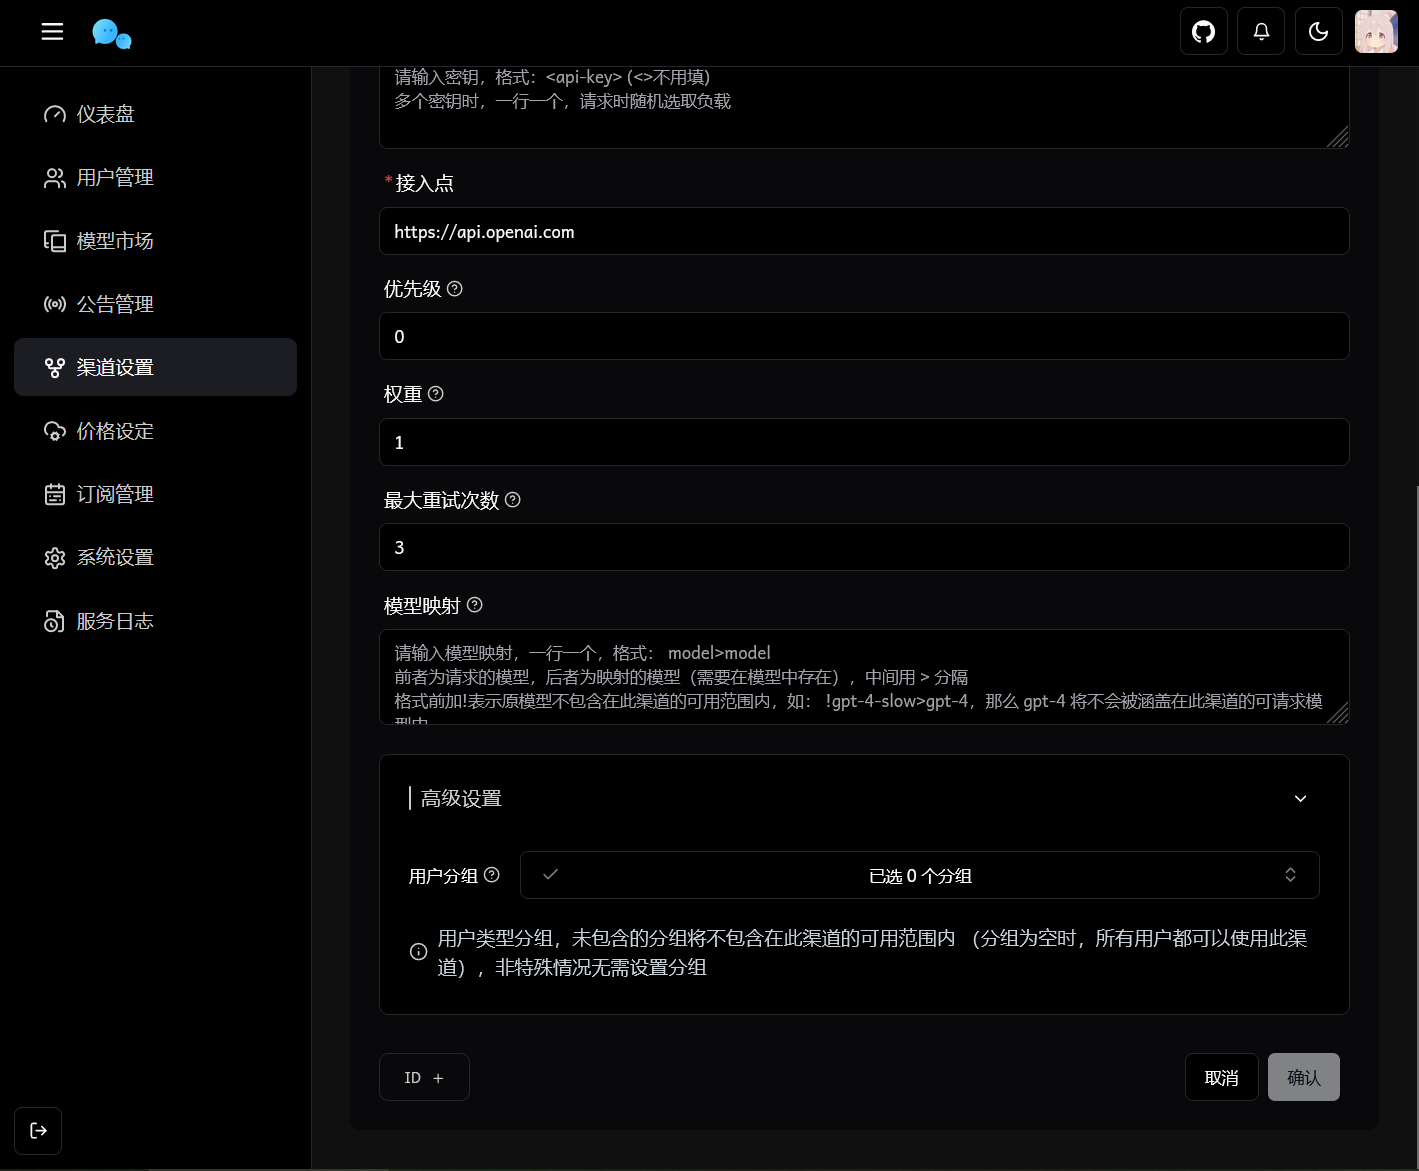 请输入密钥，格式：<api-key> (<>不用填)
多个密钥时，一行一个，请求时随机选取负载
仪表盘
用户管理
模型市场
公告管理
渠道设置
价格设定
订阅管理
系统设置
服务日志
*接入点
https://api.openai.com
优先级
0
权重
1
最大重试次数
3
模型映射
请输入模型映射，一行一个，格式： model>model
前者为请求的模型，后者为映射的模型（需要在模型中存在），中间用 > 分隔
格式前加!表示原模型不包含在此渠道的可用范围内，如： !gpt-4-slow>gpt-4，那么 gpt-4 将不会被涵盖在此渠道的可请求模
型中
高级设置
用户分组
已选 0 个分组
用户类型分组，未包含的分组将不包含在此渠道的可用范围内 （分组为空时，所有用户都可以使用此渠
道），非特殊情况无需设置分组
ID +
取消
确认